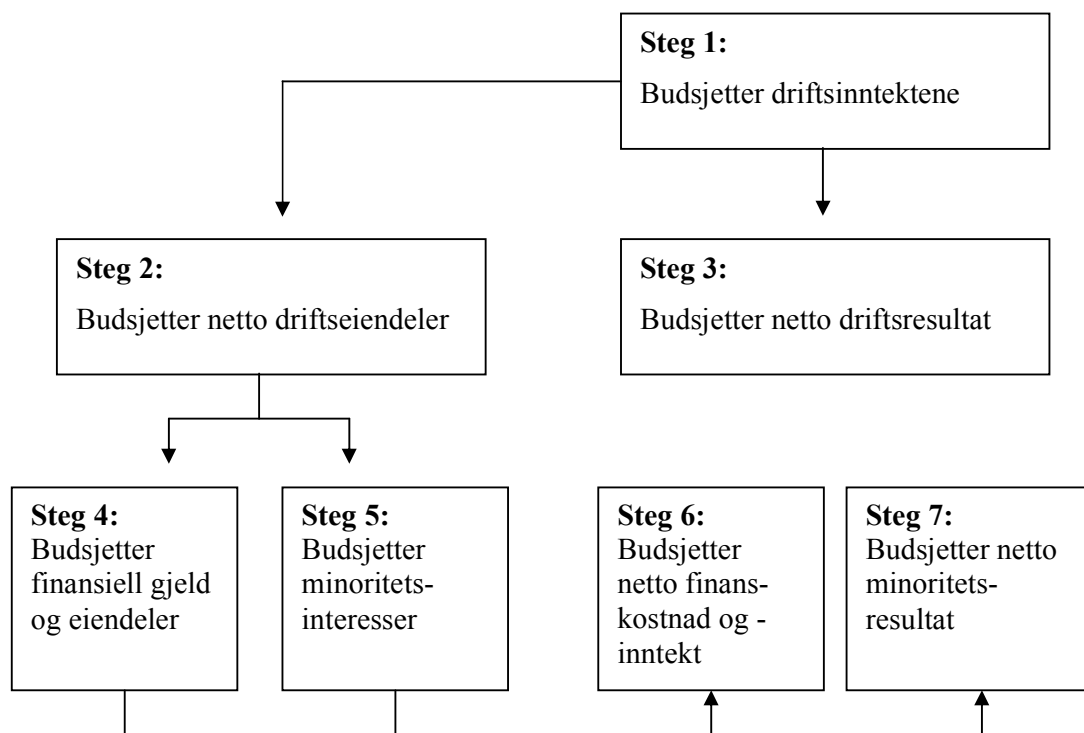 Steg 1:
Budsjetter driftsinntektene
Steg 2:
Budsjetter netto driftseiendeler
Steg 3:
Budsjetter netto driftsresultat
Steg 4:
Budsjetter
finansiell gjeld
og eiendeler
Steg 5:
Budsjetter
minoritets-
interesser
Steg 6:
Budsjetter
netto finans-
kostnad og -
inntekt
Steg 7:
Budsjetter netto
minoritets-
resultat